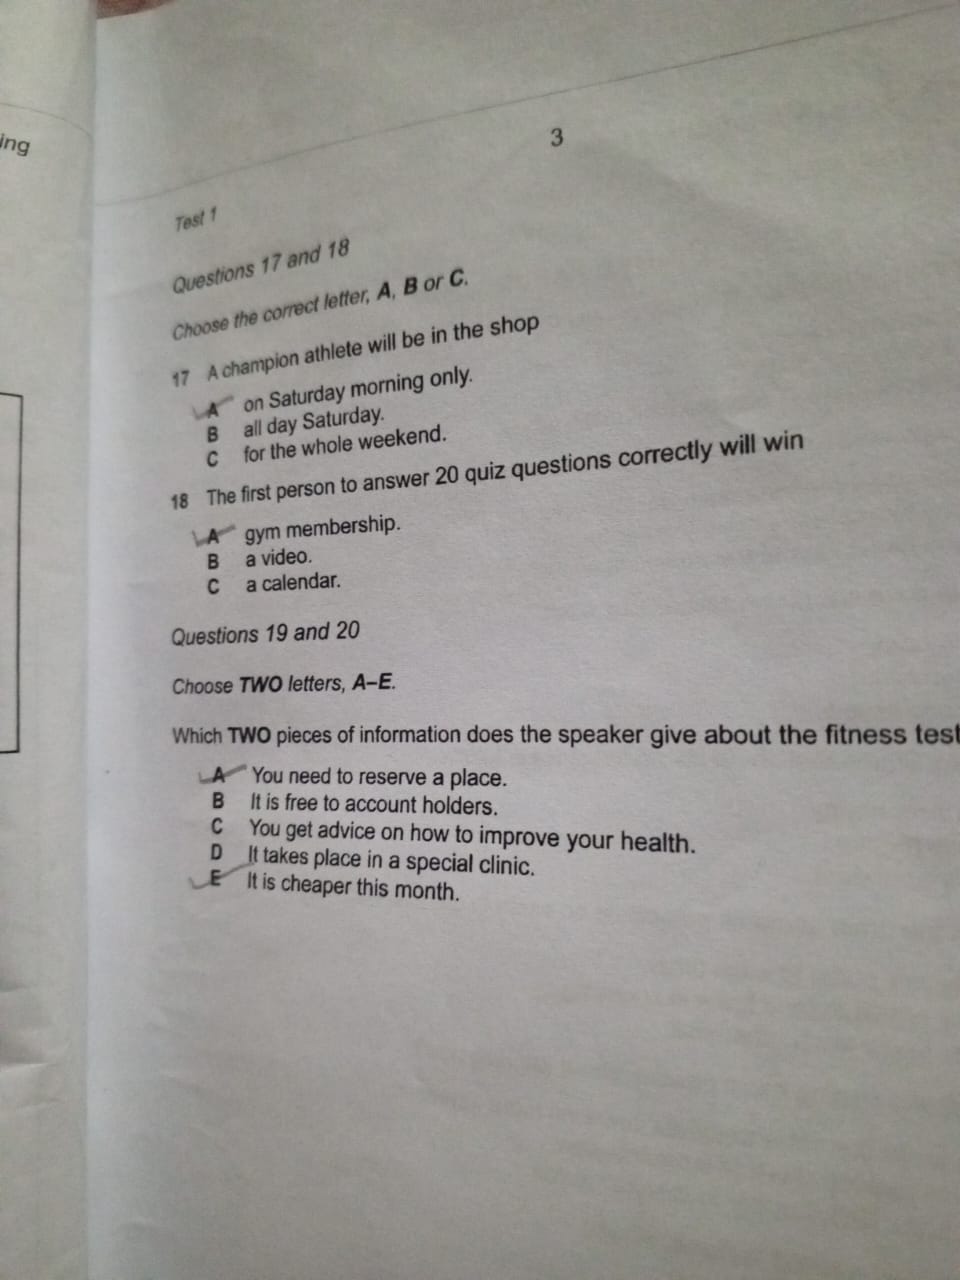 ing
3
Test 1
Questions 17 and 18
Choose the correct letter, A, B or C.
17 A champion athlete will be in the shop
A on Saturday morning only.
B all day Saturday.
C for the whole weekend.
18 The first person to answer 20 quiz questions correctly will win
A gym membership.
B a video.
C a calendar.
Questions 19 and 20
Choose TWO letters, A–E.
Which TWO pieces of information does the speaker give about the fitness test
A You need to reserve a place.
B It is free to account holders.
C You get advice on how to improve your health.
D It takes place in a special clinic.
E It is cheaper this month.